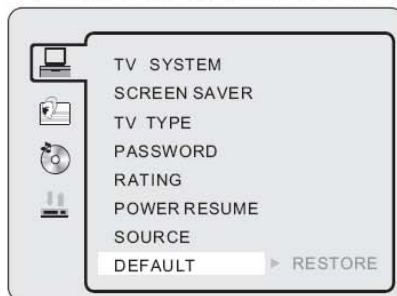 TV SYSTEM
SCREEN SAVER
TV TYPE
PASSWORD
RATING
POWER RESUME
SOURCE
DEFAULT RESTORE